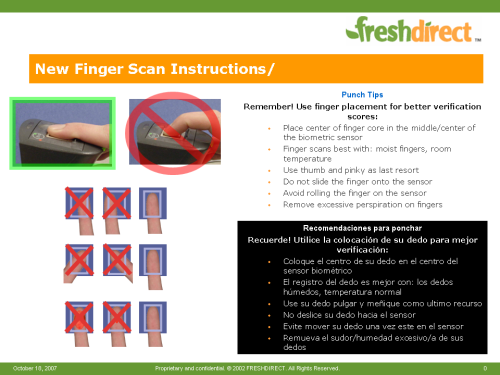 freshdirect™
New Finger Scan Instructions/
Punch Tips
Remember! Use finger placement for better verification
scores:
• Place center of finger core in the middle/center of
the biometric sensor
• Finger scans best with: moist fingers, room
temperature
• Use thumb and pinky as last resort
• Do not slide the finger onto the sensor
• Avoid rolling the finger on the sensor
• Remove excessive perspiration on fingers
Recomendaciones para ponchar
Recuerde! Utilice la colocación de su dedo para mejor
verificación:
• Coloque el centro de su dedo en el centro del
sensor biométrico
• El registro del dedo es mejor con: los dedos
húmedos, temperatura normal
• Use su dedo pulgar y meñique como ultimo recurso
• No deslice su dedo hacia el sensor
• Evite mover su dedo una vez este en el sensor
• Remueva el sudor/humedad excesivo/a de sus
dedos
October 18, 2007
Proprietary and confidential. © 2002 FRESHDIRECT. All Rights Reserved.
0